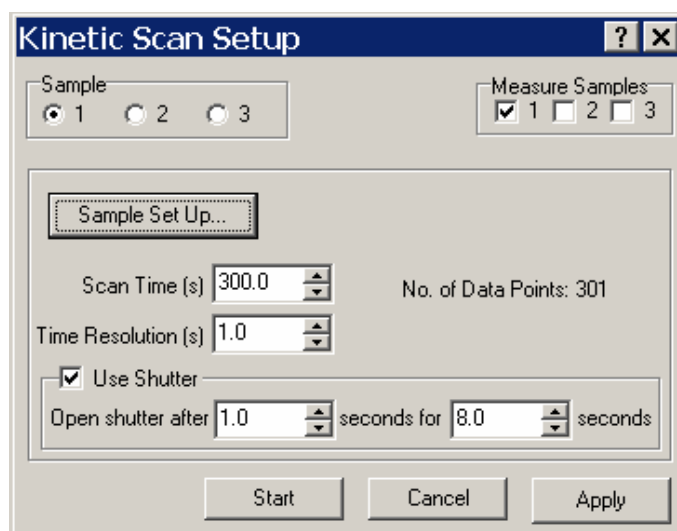 Kinetic Scan Setup ?
Sample
1 2 3
Measure Samples
1 2 3
Sample Set Up...
Scan Time (s) 300.0
No. of Data Points: 301
Time Resolution (s) 1.0
Use Shutter
Open shutter after 1.0 seconds for 8.0 seconds
Start Cancel Apply